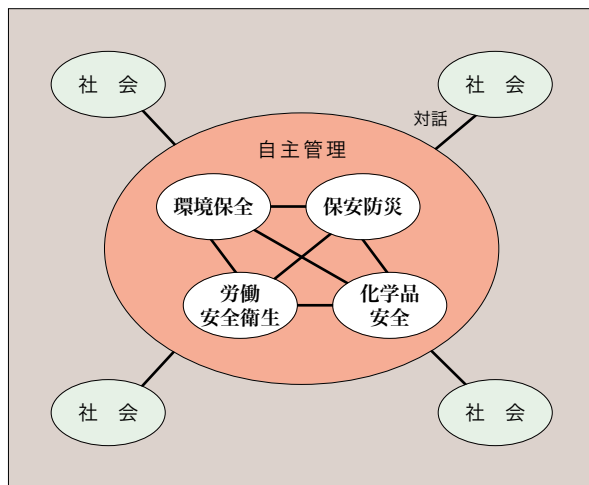 社　会
社　会
対話
自主管理
環境保全
保安防災
労働
安全衛生
化学品
安全
社　会
社　会